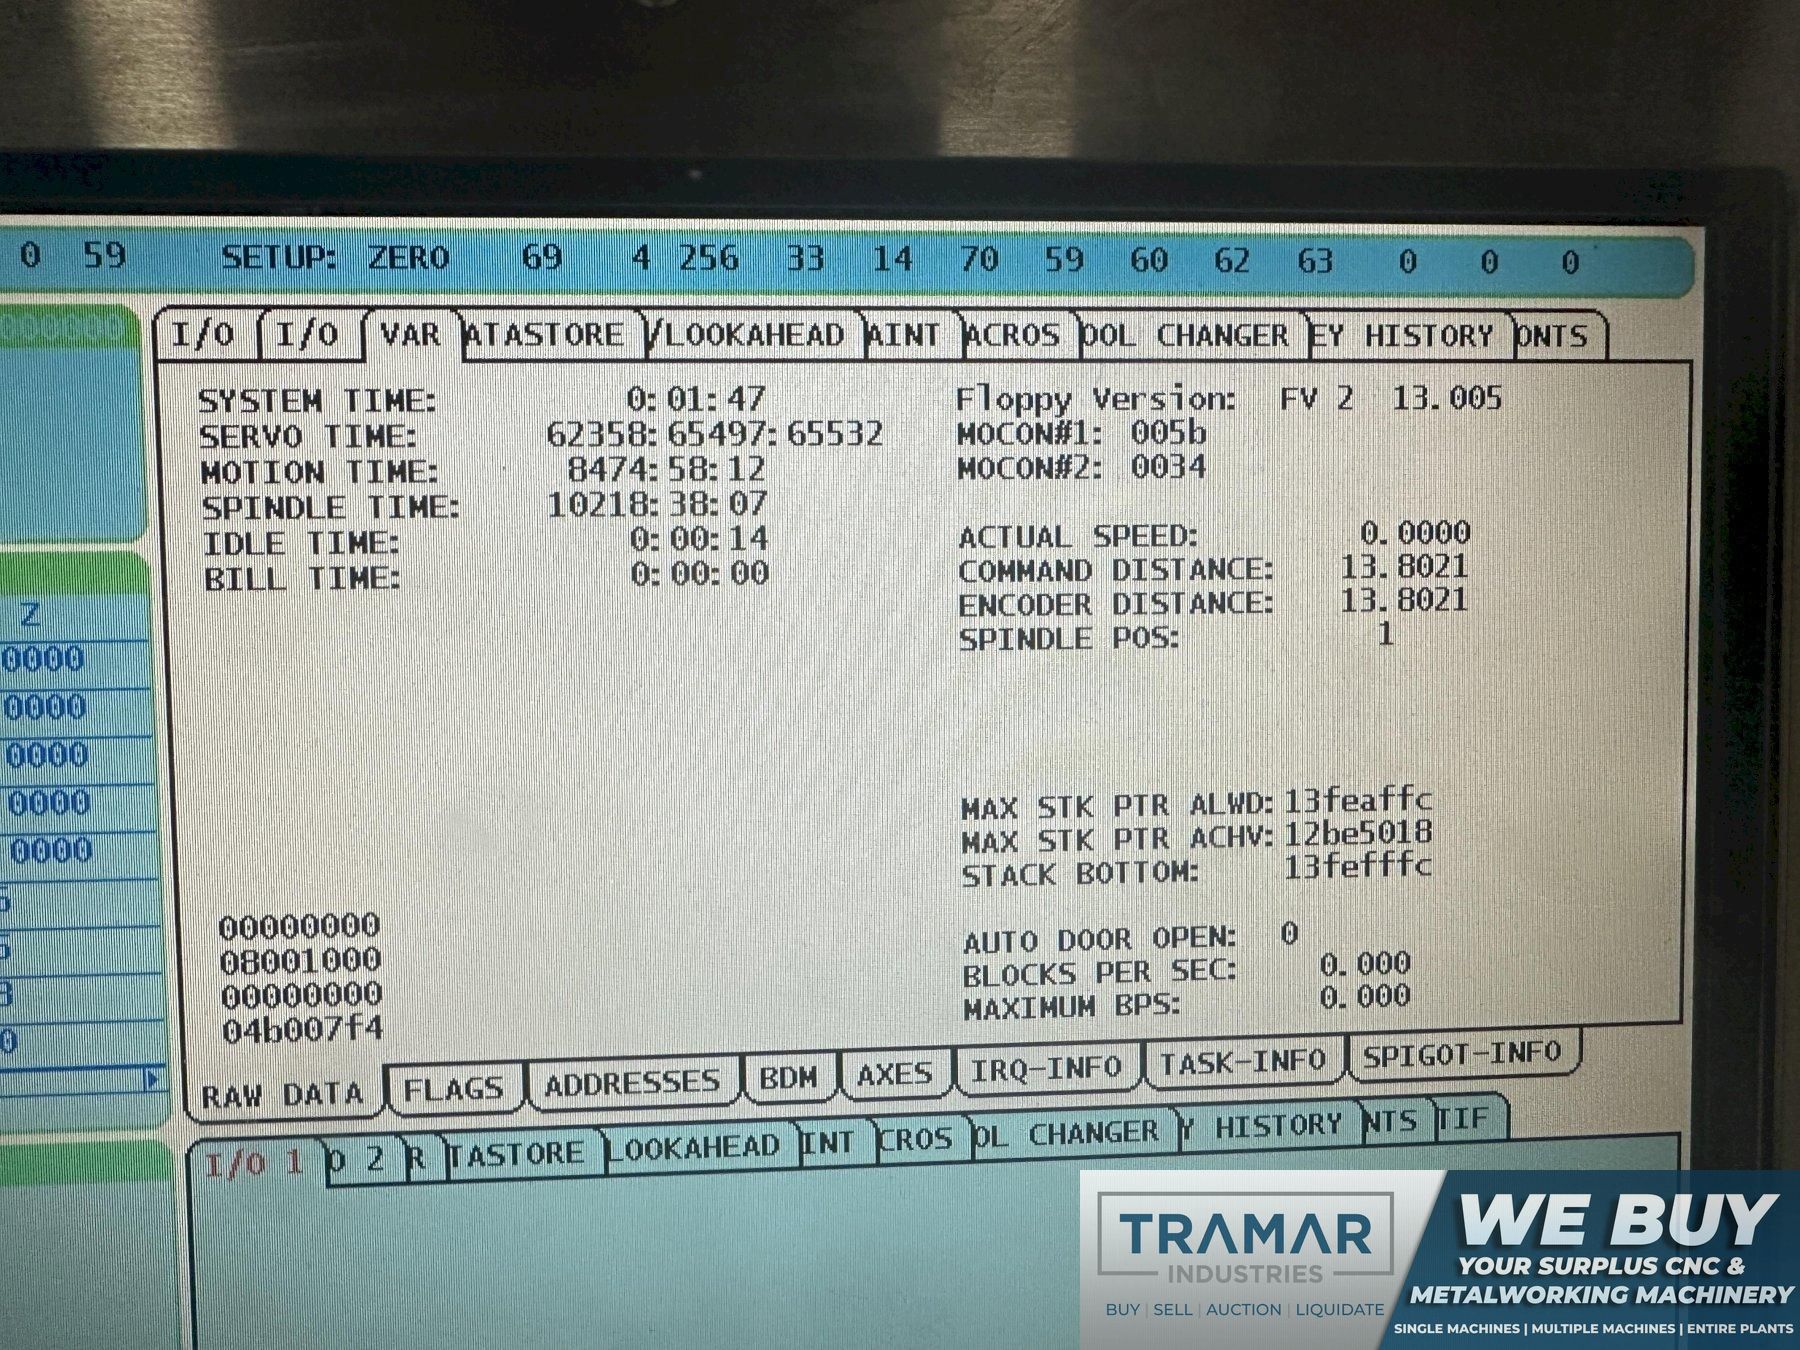 0 59 SETUP: ZERO 69 4 256 33 14 70 59 60 62 63 0 0 0
I/O I/O VAR ATASTORE /LOOKAHEAD AINT ACROS OOL CHANGER EY HISTORY ONTS
SYSTEM TIME: 0:01:47
SERVO TIME: 62358:65497:65532
MOTION TIME: 8474:58:12
SPINDLE TIME: 10218:38:07
IDLE TIME: 0:00:14
BILL TIME: 0:00:00
Floppy Version: FV 2 13.005
MOCON#1: 005b
MOCON#2: 0034
ACTUAL SPEED: 0.0000
COMMAND DISTANCE: 13.8021
ENCODER DISTANCE: 13.8021
SPINDLE POS: 1
MAX STK PTR ALWD: 13feaffc
MAX STK PTR ACHV: 12be5018
STACK BOTTOM: 13fefffc
AUTO DOOR OPEN: 0
BLOCKS PER SEC: 0.000
MAXIMUM BPS: 0.000
00000000
08001000
00000000
04b007f4
RAW DATA FLAGS ADDRESSES BDM AXES IRQ-INFO TASK-INFO SPIGOT-INFO
I/O 1 O 2 R TASTORE LOOKAHEAD INT CROS OL CHANGER Y HISTORY NTS TIF
Z
0000
0000
0000
0000
0000
0
TRAMAR
INDUSTRIES
BUY | SELL | AUCTION | LIQUIDATE
WE BUY
YOUR SURPLUS CNC &
METALWORKING MACHINERY
SINGLE MACHINES | MULTIPLE MACHINES | ENTIRE PLANTS